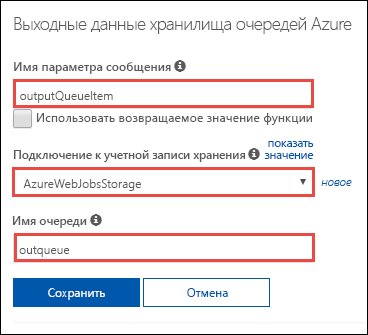 Выходные данные хранилища очередей Azure
Имя параметра сообщения
outputQueueItem
Использовать возвращаемое значение функции
Подключение к учетной записи хранения показать значение
AzureWebJobsStorage новое
Имя очереди
outqueue
Сохранить Отмена